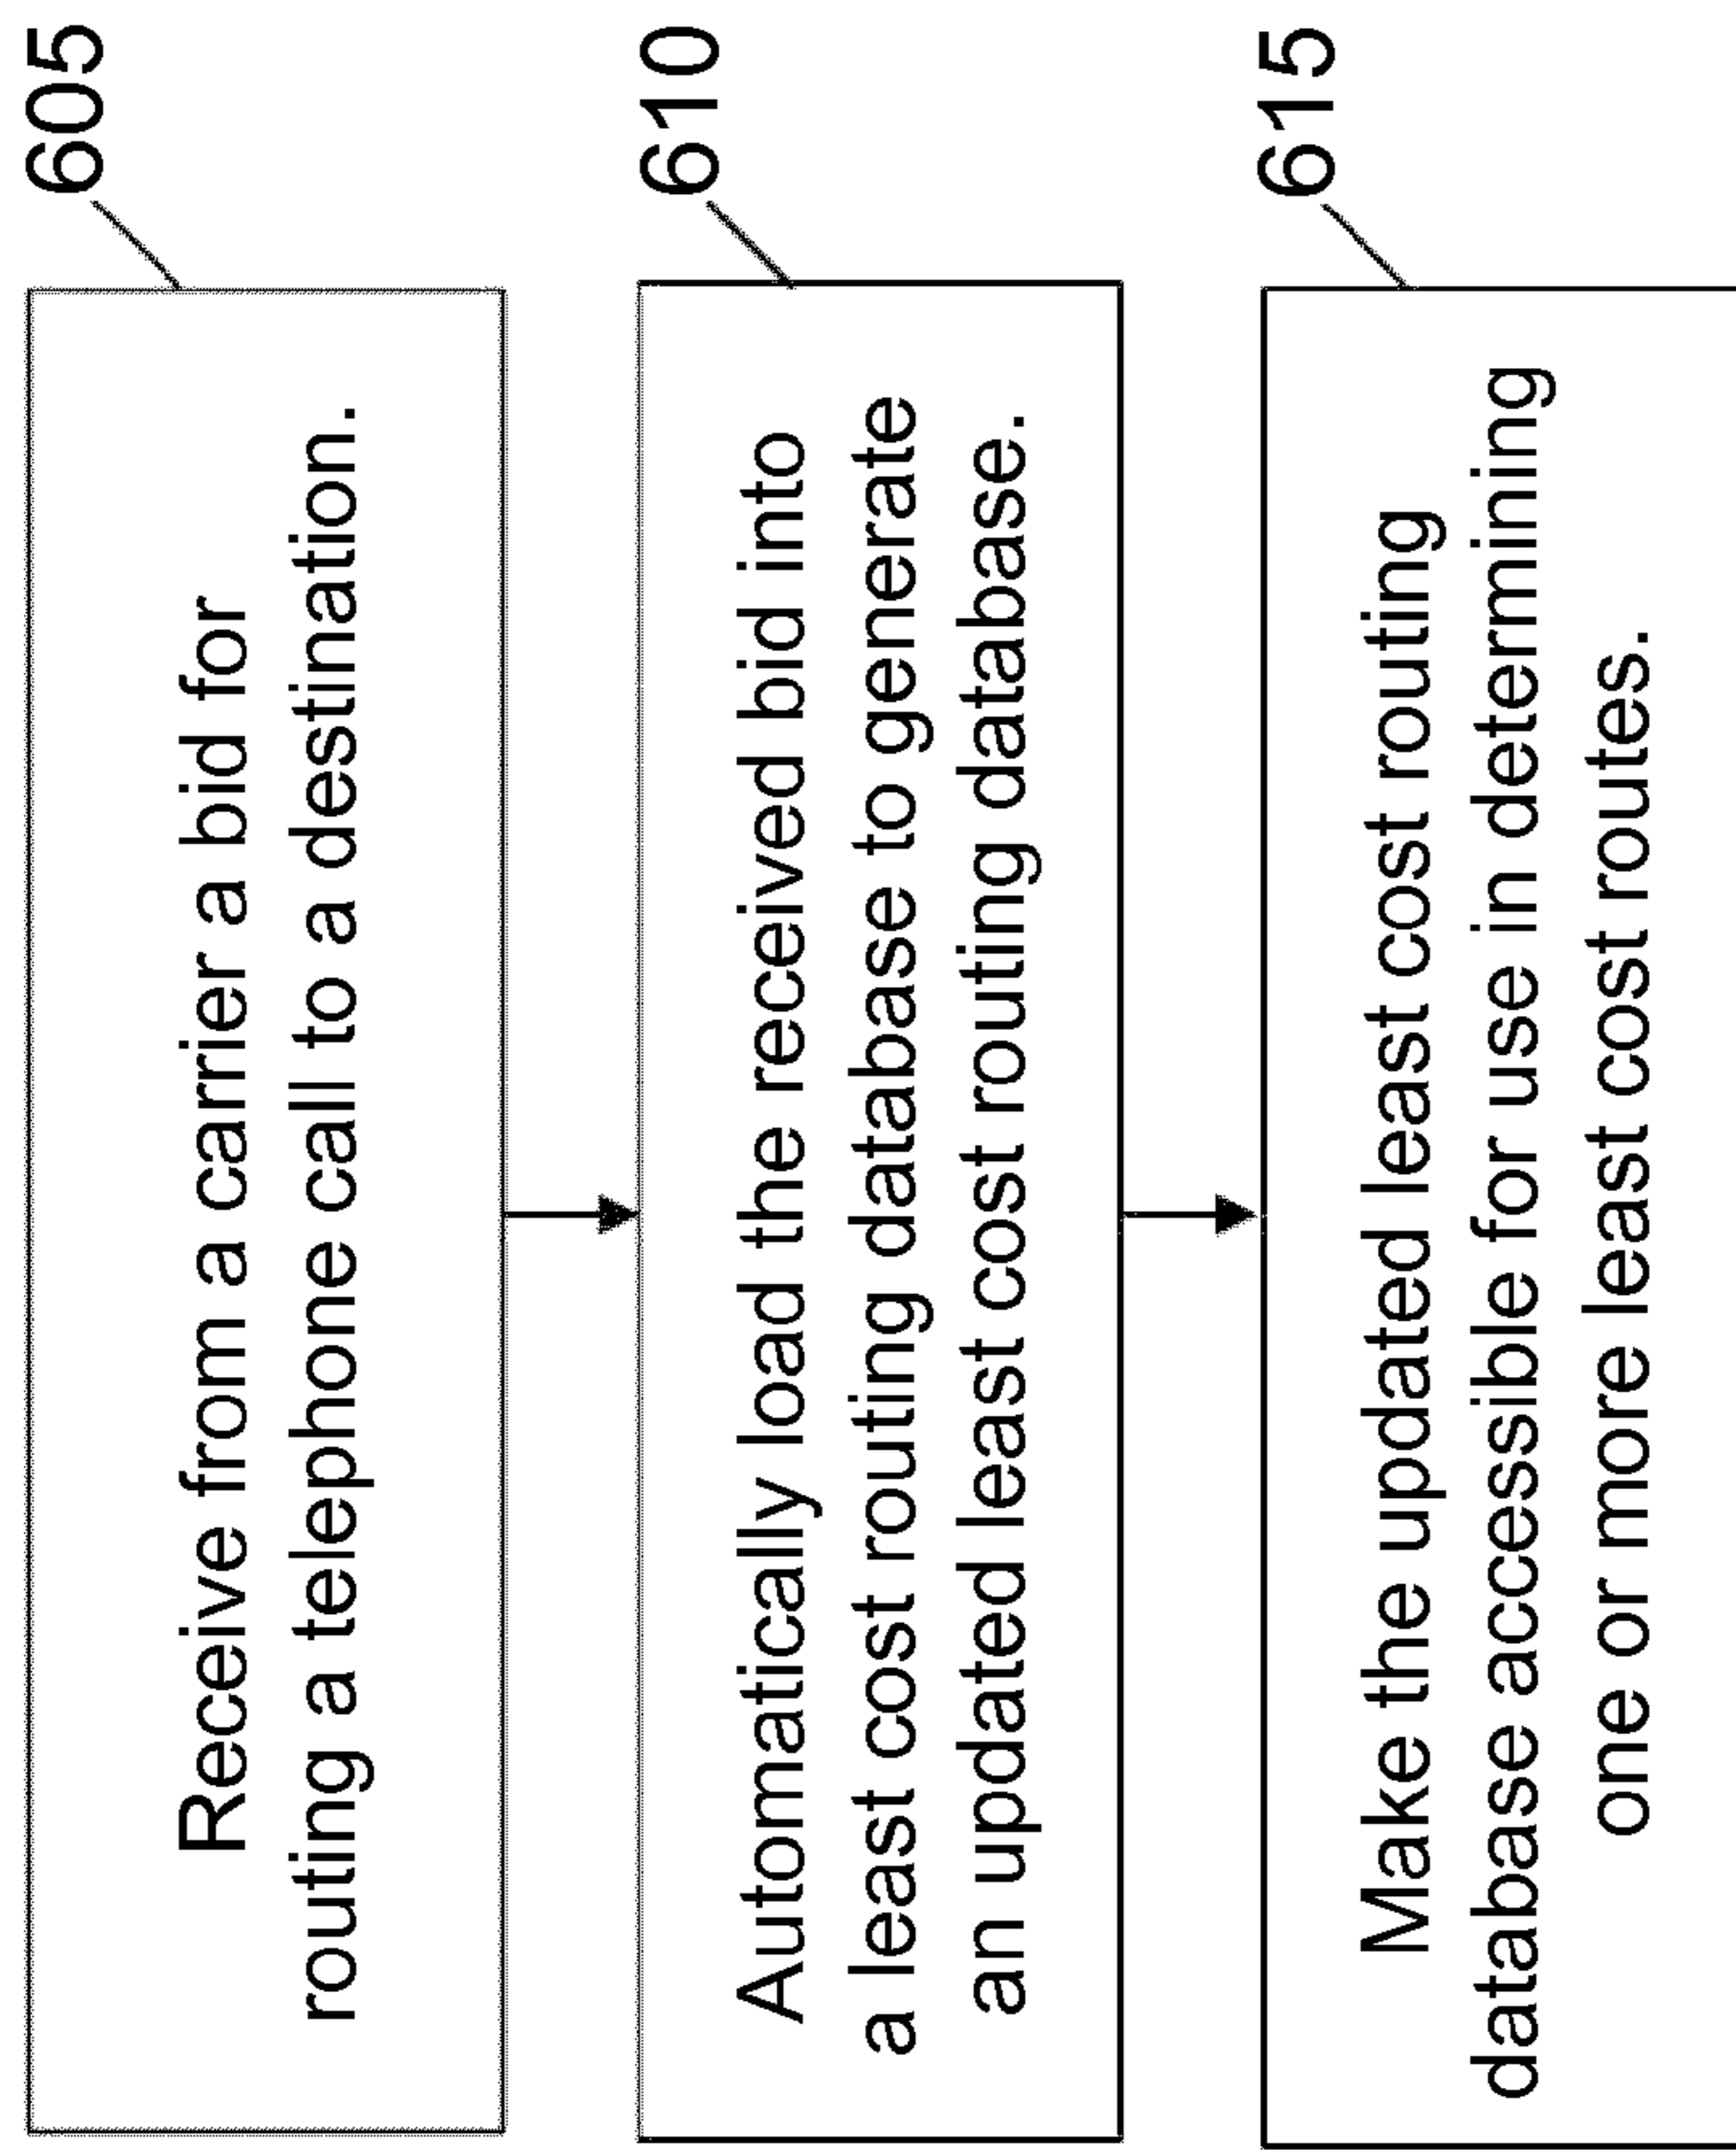 605
Receive from a carrier a bid for
routing a telephone call to a destination.
610
Automatically load the received bid into
a least cost routing database to generate
an updated least cost routing database.
615
Make the updated least cost routing
database accessible for use in determining
one or more least cost routes.